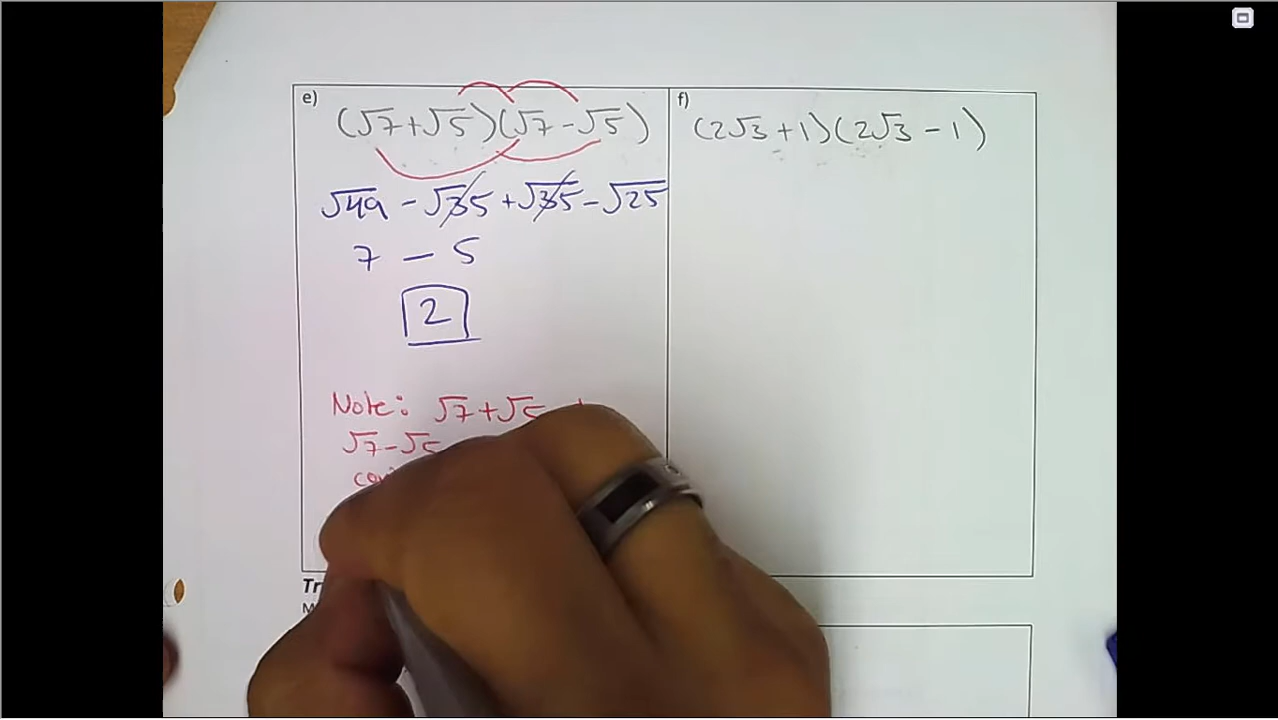 e)
(√7+√5)(√7-√5)
√49 - √35 + √35 - √25
7 - 5
2
Note: √7+√5
√7-√5
f)
(2√3+1)(2√3-1)